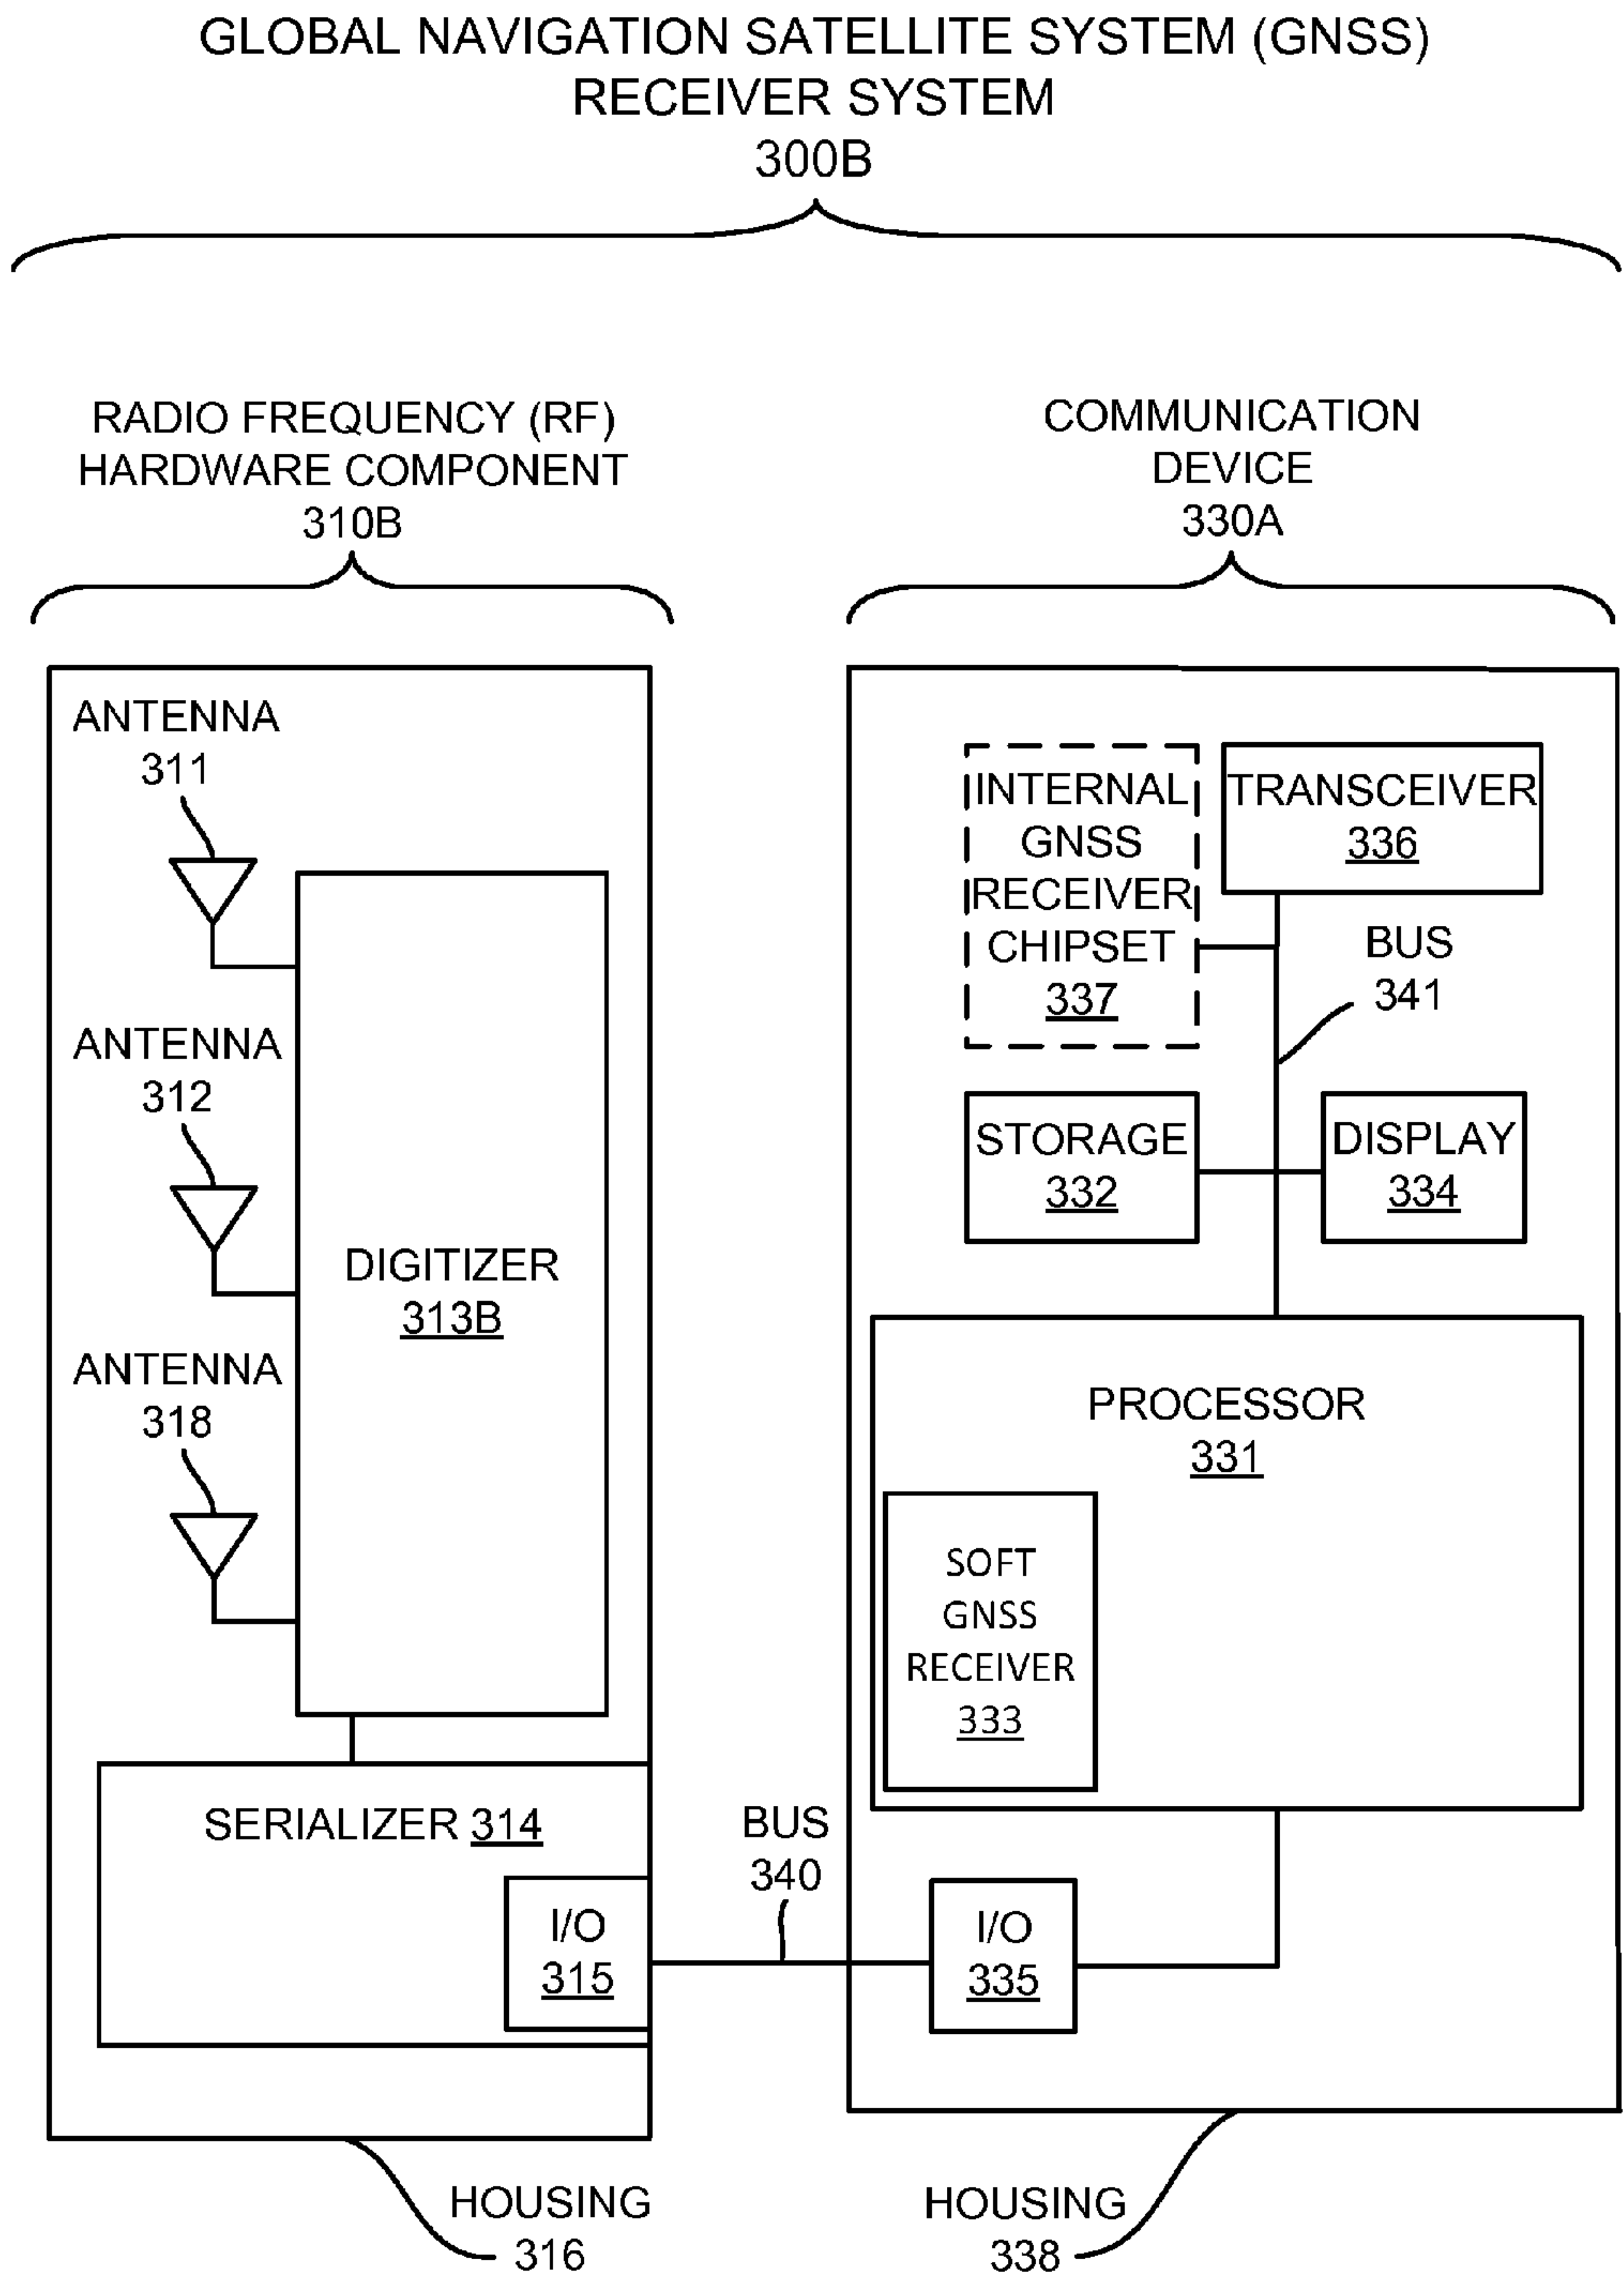 GLOBAL NAVIGATION SATELLITE SYSTEM (GNSS)
RECEIVER SYSTEM
300B
RADIO FREQUENCY (RF)
HARDWARE COMPONENT
310B
COMMUNICATION
DEVICE
330A
ANTENNA
311
ANTENNA
312
ANTENNA
318
DIGITIZER
313B
SERIALIZER 314
I/O
315
HOUSING
316
BUS
340
INTERNAL
GNSS
RECEIVER
CHIPSET
337
TRANSCEIVER
336
BUS
341
STORAGE
332
DISPLAY
334
PROCESSOR
331
SOFT
GNSS
RECEIVER
333
I/O
335
HOUSING
338